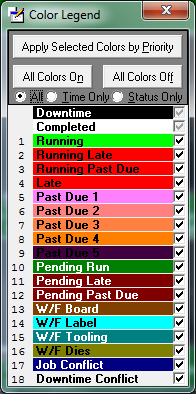 Color Legend
Apply Selected Colors by Priority
All Colors On All Colors Off
All Time Only Status Only
Downtime
Completed
1 Running
2 Running Late
3 Running Past Due
4 Late
5 Past Due 1
6 Past Due 2
7 Past Due 3
8 Past Due 4
9 Past Due 5
10 Pending Run
11 Pending Late
12 Pending Past Due
13 W/F Board
14 W/F Label
15 W/F Tooling
16 W/F Dies
17 Job Conflict
18 Downtime Conflict